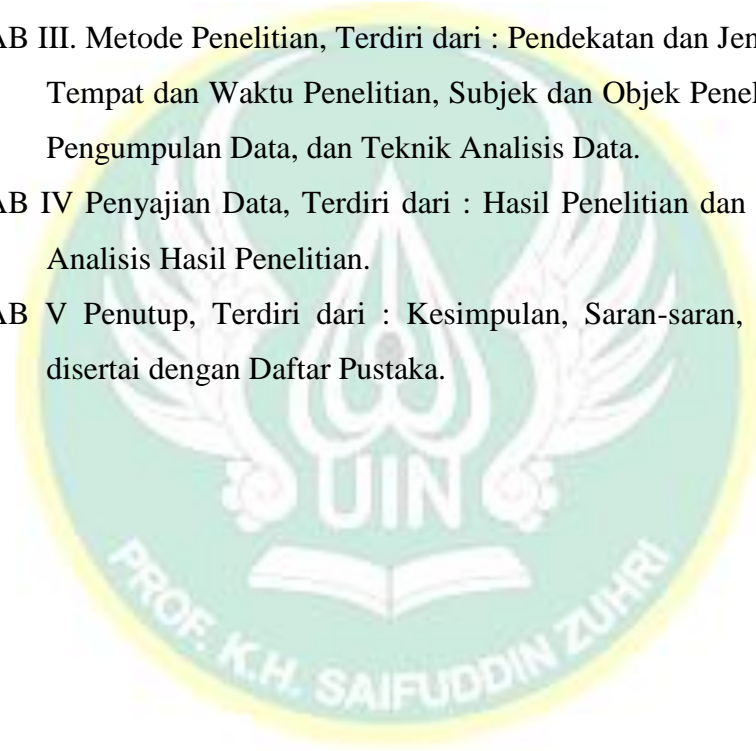 AB III. Metode Penelitian, Terdiri dari : Pendekatan dan Jen
Tempat dan Waktu Penelitian, Subjek dan Objek Penel
Pengumpulan Data, dan Teknik Analisis Data.
AB IV Penyajian Data, Terdiri dari : Hasil Penelitian dan
Analisis Hasil Penelitian.
AB V Penutup, Terdiri dari : Kesimpulan, Saran-saran,
disertai dengan Daftar Pustaka.
UIN
PROF. K.H. SAIFUDDIN ZUHRI